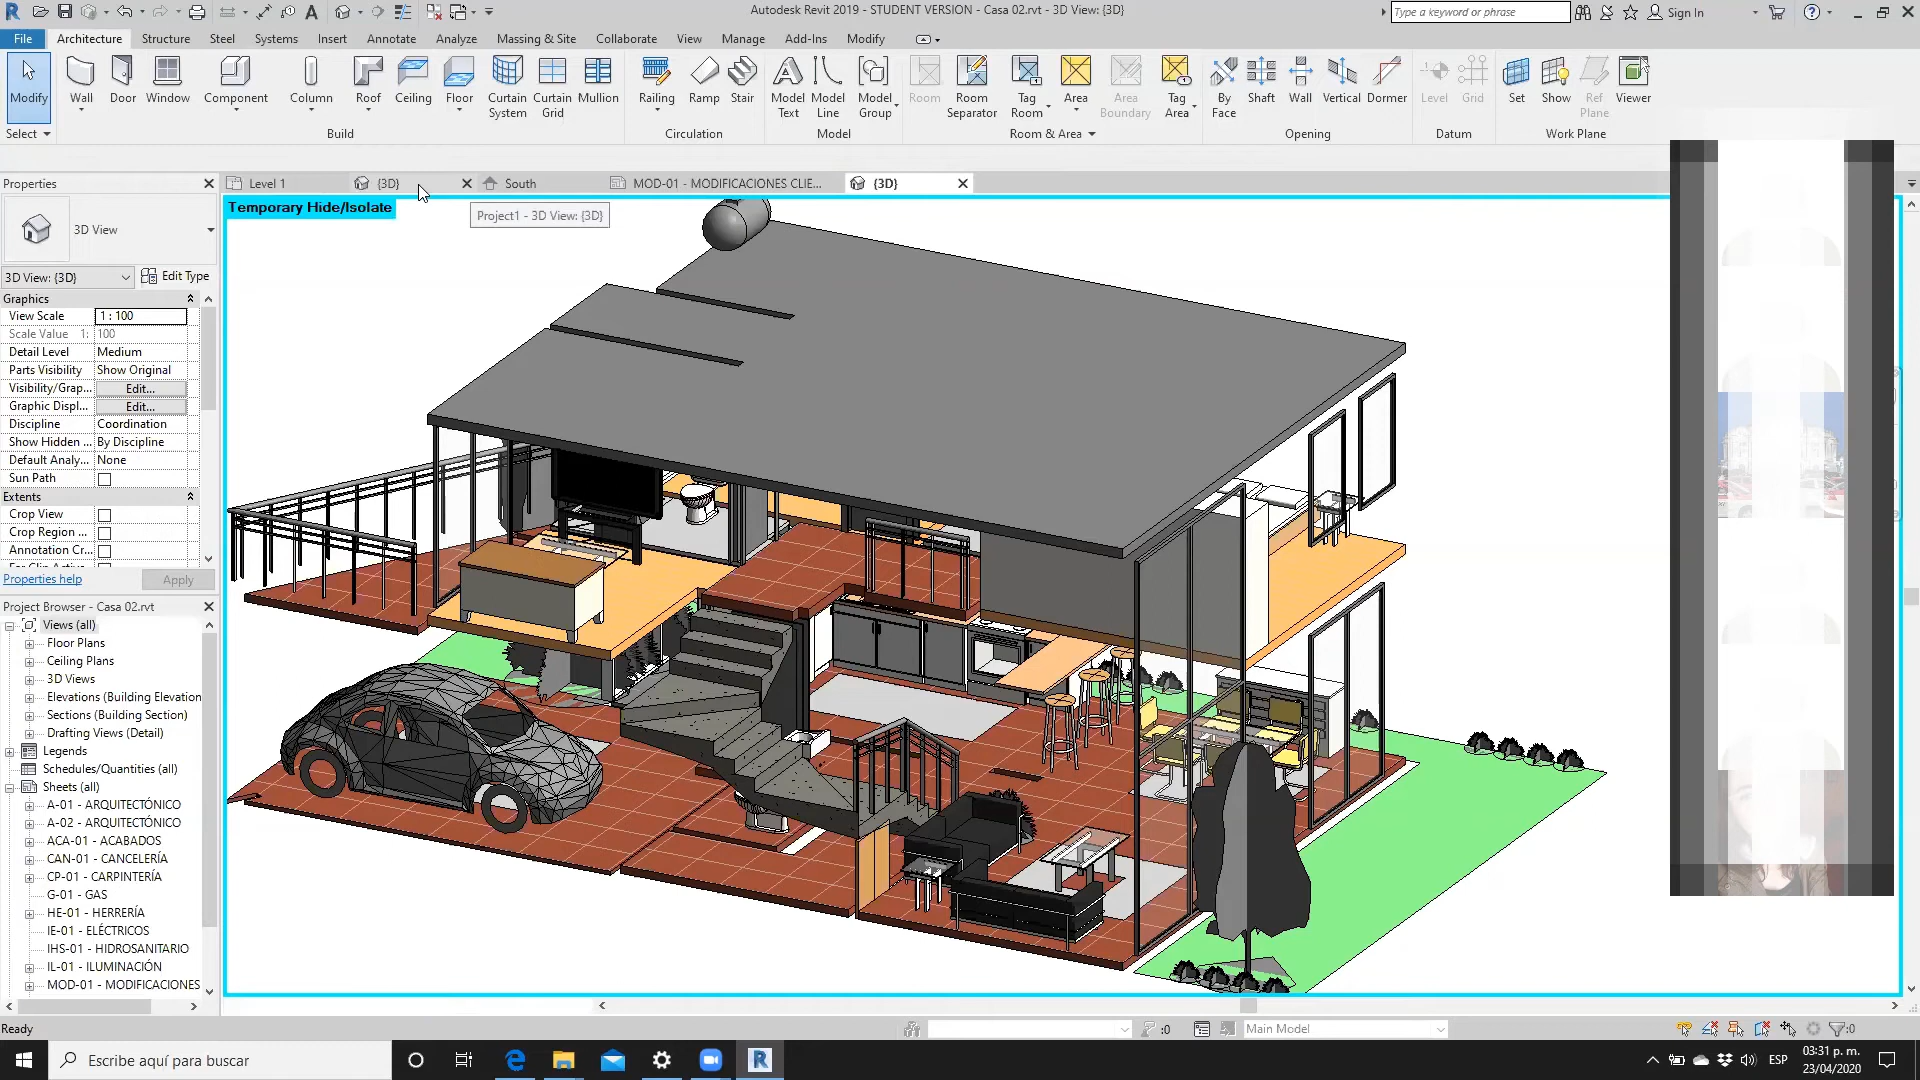 Autodesk Revit 2019 - STUDENT VERSION - Casa 02.rvt - 3D View: {3D}
Type a keyword or phrase
Sign In
File Architecture Structure Steel Systems Insert Annotate Analyze Massing & Site Collaborate View Manage Add-Ins Modify
Modify Wall Door Window Component Column Roof Ceiling Floor Curtain System Curtain Grid Mullion Railing Ramp Stair Model Text Model Line Model Group Room Room Separator Tag Room Area Area Boundary Tag Area By Face Shaft Wall Vertical Dormer Level Grid Set Show Ref Plane Viewer
Select Build Circulation Model Room & Area Opening Datum Work Plane
Properties
Level 1 {3D} South MOD-01 - MODIFICACIONES CLIE... {3D}
Temporary Hide/Isolate
Project1 - 3D View: {3D}
3D View
3D View: {3D} Edit Type
Graphics
View Scale 1 : 100
Scale Value 1: 100
Detail Level Medium
Parts Visibility Show Original
Visibility/Grap... Edit...
Graphic Displ... Edit...
Discipline Coordination
Show Hidden ... By Discipline
Default Analy... None
Sun Path
Extents
Crop View
Crop Region ...
Annotation Cr...
Properties help Apply
Project Browser - Casa 02.rvt
Views (all)
Floor Plans
Ceiling Plans
3D Views
Elevations (Building Elevation
Sections (Building Section)
Drafting Views (Detail)
Legends
Schedules/Quantities (all)
Sheets (all)
A-01 - ARQUITECTÓNICO
A-02 - ARQUITECTÓNICO
ACA-01 - ACABADOS
CAN-01 - CANCELERÍA
CP-01 - CARPINTERÍA
G-01 - GAS
HE-01 - HERRERÍA
IE-01 - ELÉCTRICOS
IHS-01 - HIDROSANITARIO
IL-01 - ILUMINACIÓN
MOD-01 - MODIFICACIONES
Ready
:0
Main Model
:0
Escribe aquí para buscar
ESP
03:31 p. m.
23/04/2020